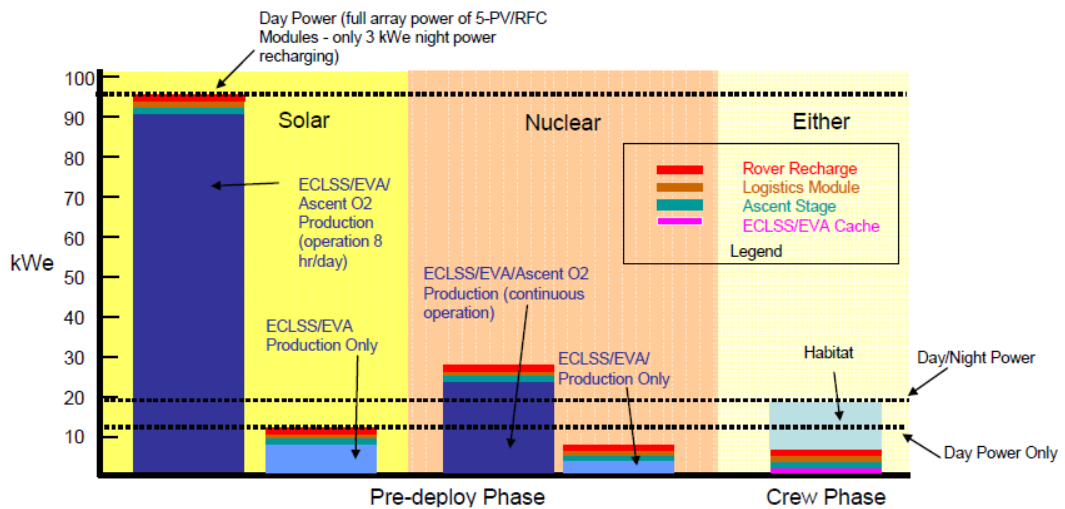 Day Power (full array power of 5-PV/RFC
Modules - only 3 kWe night power
recharging)
100
90
80
70
60
50
40
30
20
10
kWe
Solar
Nuclear
Either
Rover Recharge
Logistics Module
Ascent Stage
ECLSS/EVA Cache
Legend
ECLSS/EVA/
Ascent O2
Production
(operation 8
hr/day)
ECLSS/EVA
Production Only
ECLSS/EVA/Ascent O2
Production (continuous
operation)
ECLSS/EVA/
Production Only
Habitat
Day/Night Power
Day Power Only
Pre-deploy Phase
Crew Phase